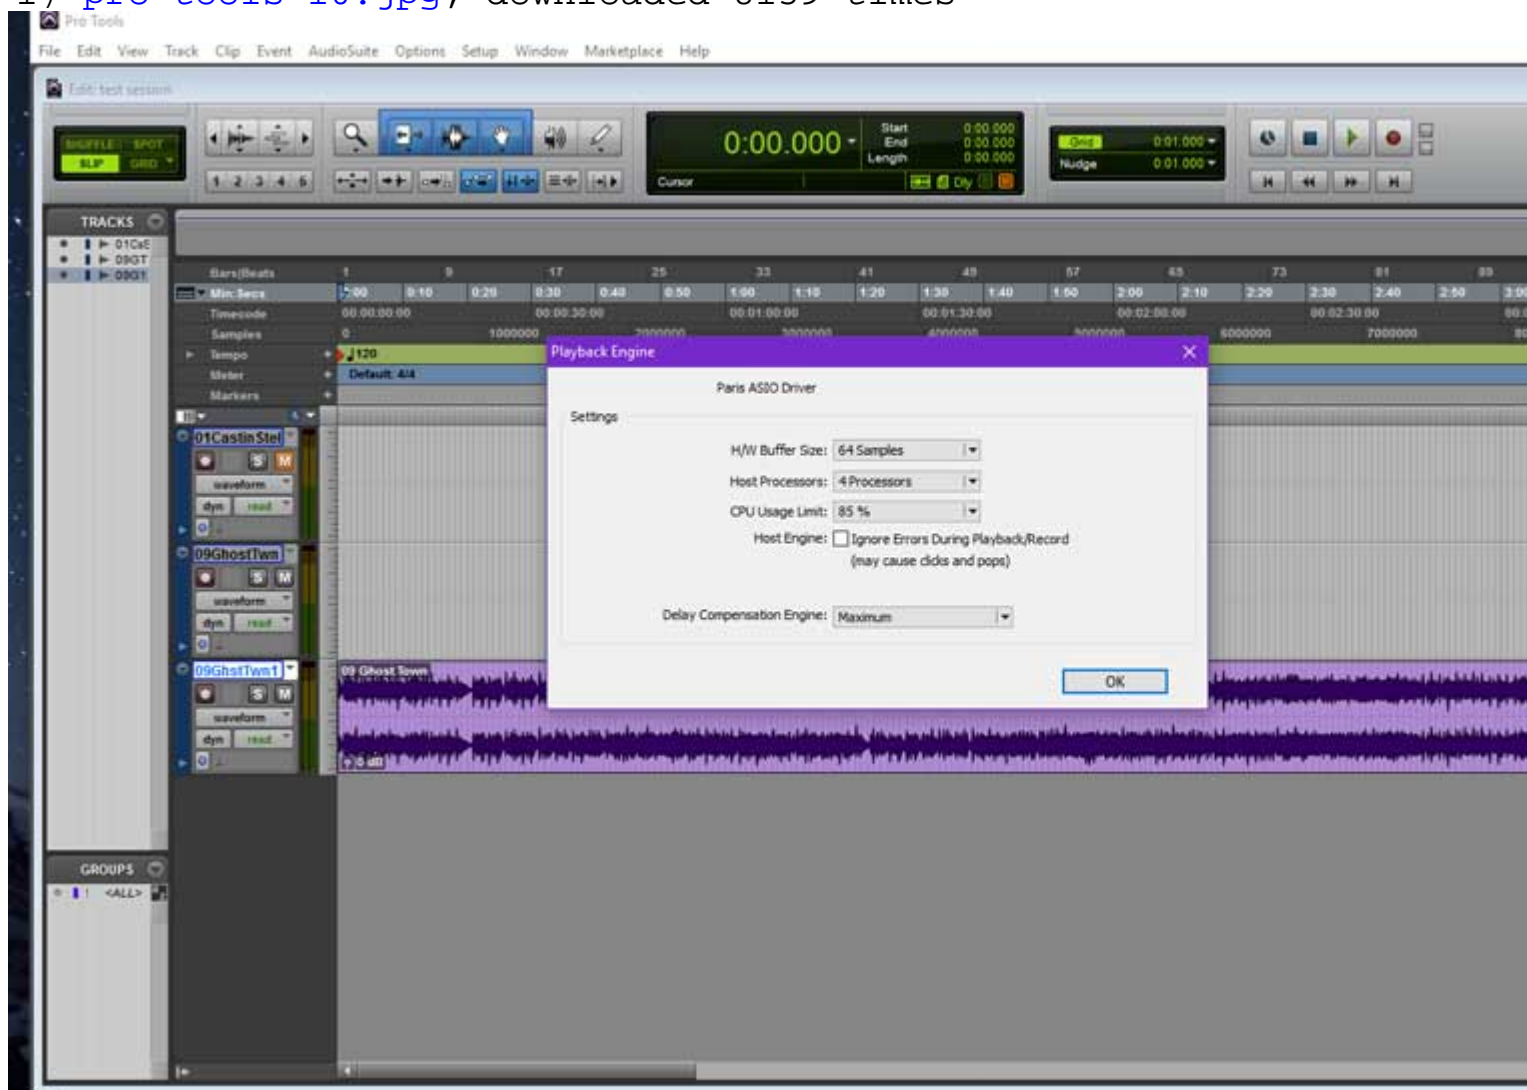 Pro Tools
File Edit View Track Clip Event AudioSuite Options Setup Window Marketplace Help
Edit: test session
SHUFFLE SPOT
SLIP GRID
1 2 3 4 5
0:00.000
Start 0:00.000
End 0:00.000
Length 0:00.000
Cursor
Dly
Grid 0:01.000
Nudge 0:01.000
TRACKS
01CsS
09GT
09G1
Bars|Beats 1 9 17 25 33 41 49 57 65 73 81 89
Min:Secs 0:00 0:10 0:20 0:30 0:40 0:50 1:00 1:10 1:20 1:30 1:40 1:50 2:00 2:10 2:20 2:30 2:40 2:50 3:00
Timecode 00:00:00:00 00:00:30:00 00:01:00:00 00:01:30:00 00:02:00:00 00:02:30:00
Samples 0 1000000 2000000 3000000 4000000 5000000 6000000 7000000
Tempo 120
Meter Default: 4/4
Markers
Playback Engine
Paris ASIO Driver
Settings
H/W Buffer Size: 64 Samples
Host Processors: 4 Processors
CPU Usage Limit: 85 %
Host Engine: Ignore Errors During Playback/Record
(may cause clicks and pops)
Delay Compensation Engine: Maximum
OK
01CastinStel
S M
waveform
dyn read
09GhostTwn
S M
waveform
dyn read
09GhstTwn1
S M
waveform
dyn read
09 Ghost Town
0 dB
GROUPS
! <ALL>